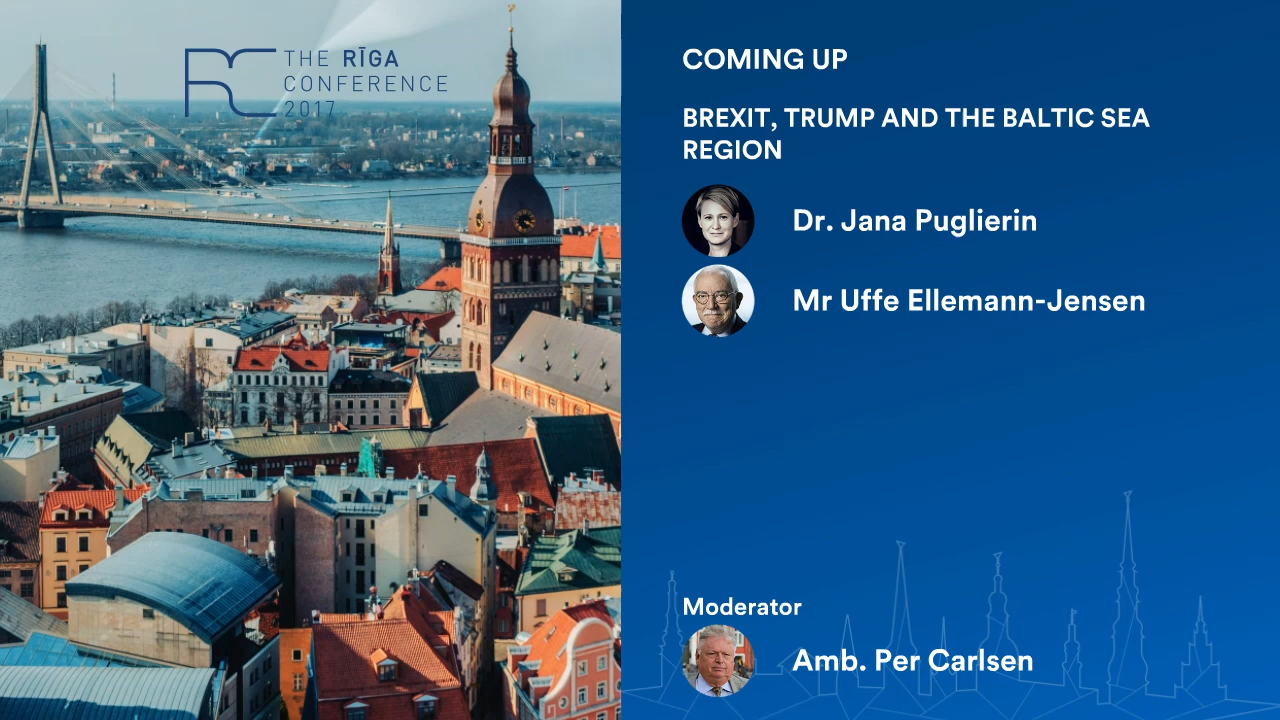 THE RĪGA
CONFERENCE
2017
COMING UP
BREXIT, TRUMP AND THE BALTIC SEA
REGION
Dr. Jana Puglierin
Mr Uffe Ellemann-Jensen
Moderator
Amb. Per Carlsen